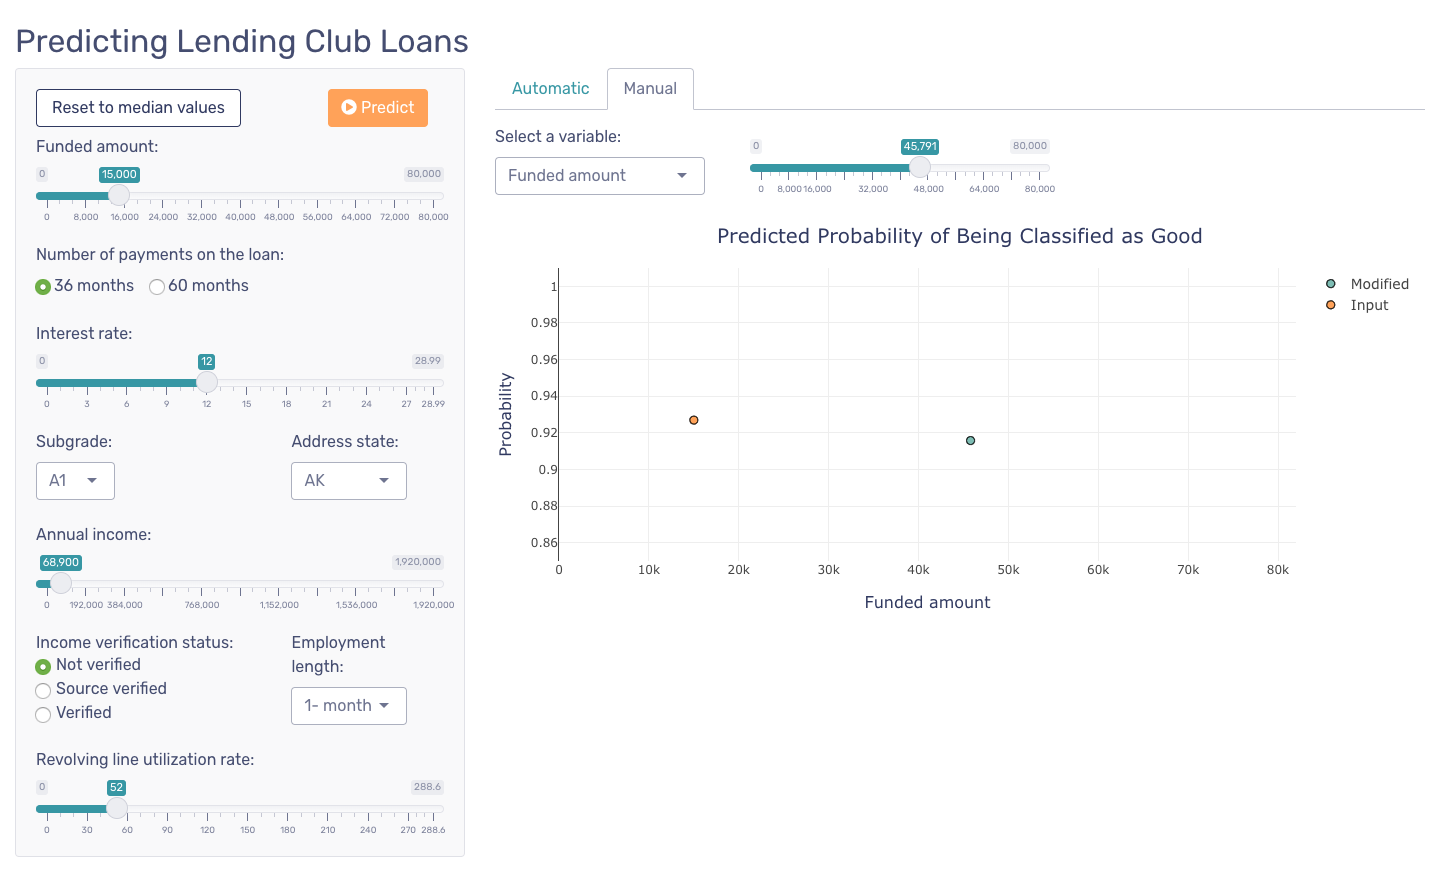 Predicting Lending Club Loans
Reset to median values
Predict
Funded amount:
0 15,000 80,000
0 8,000 16,000 24,000 32,000 40,000 48,000 56,000 64,000 72,000 80,000
Number of payments on the loan:
36 months 60 months
Interest rate:
0 12 28.99
0 3 6 9 12 15 18 21 24 27 28.99
Subgrade: Address state:
A1 AK
Annual income:
68,900 1,920,000
0 192,000 384,000 768,000 1,152,000 1,536,000 1,920,000
Income verification status:
Not verified
Source verified
Verified
Employment
length:
1- month
Revolving line utilization rate:
0 52 288.6
0 30 60 90 120 150 180 210 240 270 288.6
Automatic Manual
Select a variable:
Funded amount
0 45,791 80,000
0 8,000 16,000 32,000 48,000 64,000 80,000
Predicted Probability of Being Classified as Good
Probability
1
0.98
0.96
0.94
0.92
0.9
0.88
0.86
0 10k 20k 30k 40k 50k 60k 70k 80k
Funded amount
Modified
Input